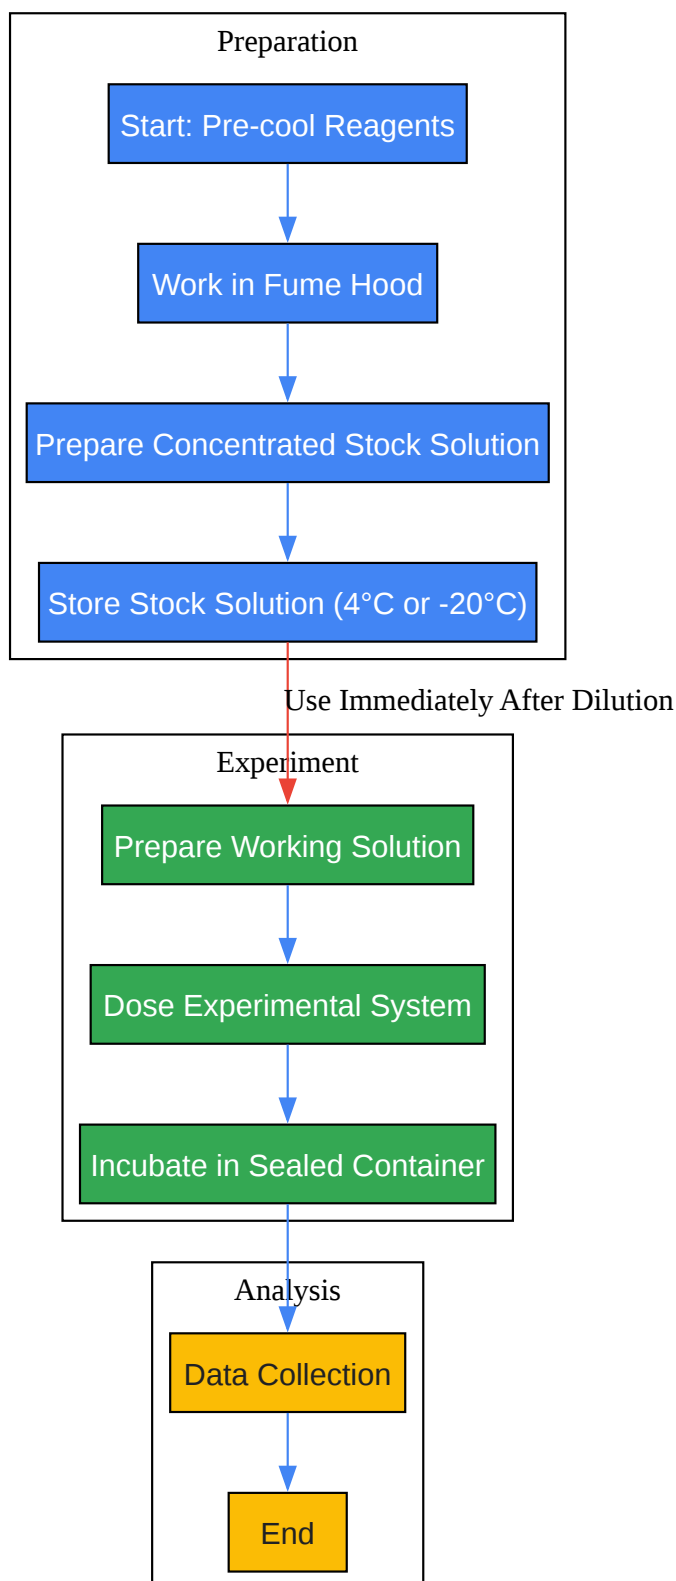 Preparation
Start: Pre-cool Reagents
Work in Fume Hood
Prepare Concentrated Stock Solution
Store Stock Solution (4°C or -20°C)
Use Immediately After Dilution
Experiment
Prepare Working Solution
Dose Experimental System
Incubate in Sealed Container
Analysis
Data Collection
End